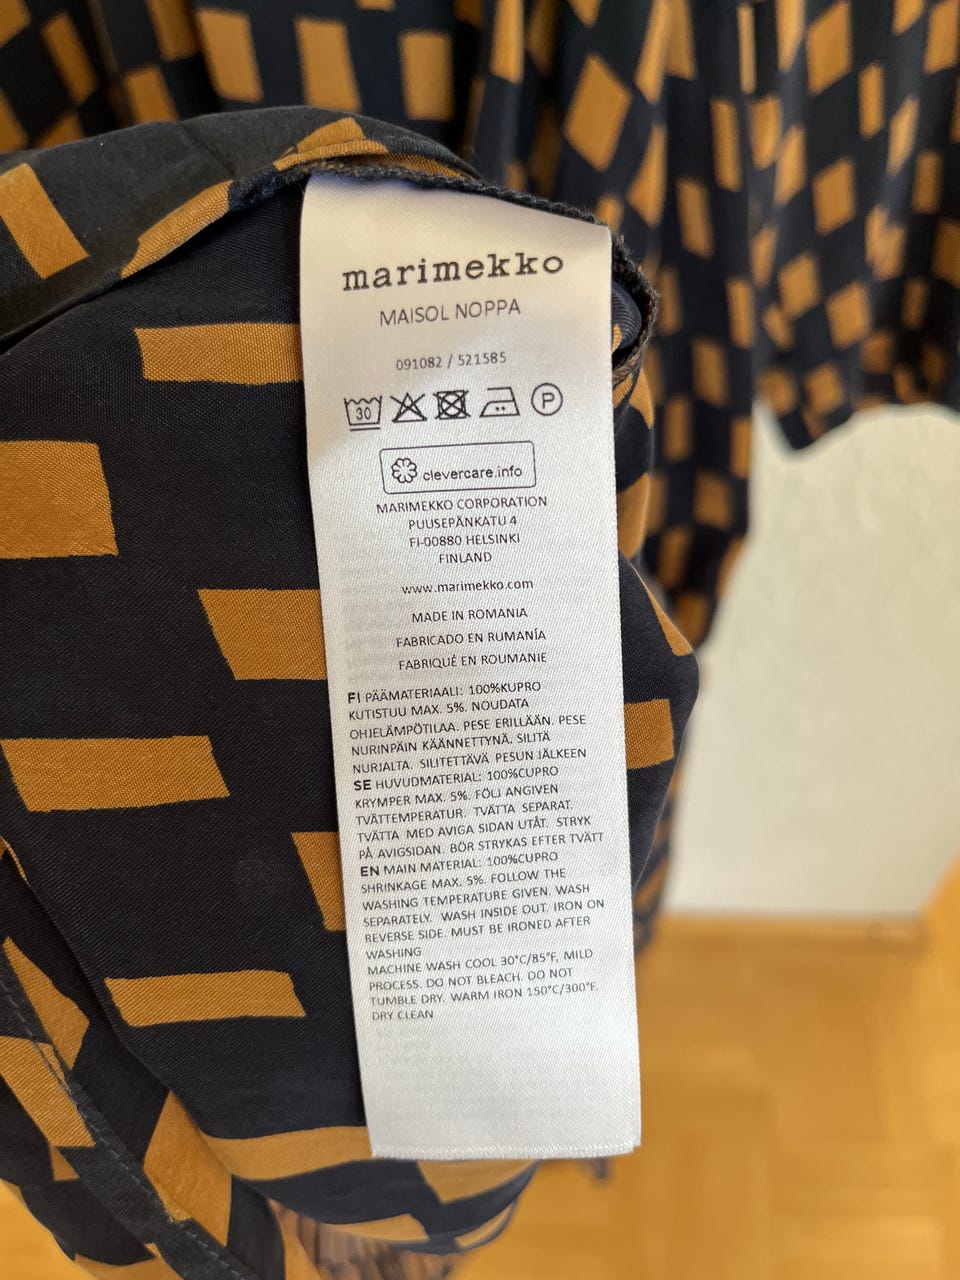 marimekko
MAISOL NOPPA
091082 / 521585
30 P
clevercare.info
MARIMEKKO CORPORATION
PUUSEPÄNKATU 4
FI-00880 HELSINKI
FINLAND
www.marimekko.com
MADE IN ROMANIA
FABRICADO EN RUMANÍA
FABRIQUÉ EN ROUMANIE
FI PÄÄMATERIAALI: 100%KUPRO
KUTISTUU MAX. 5%. NOUDATA
OHJELÄMPÖTILAA. PESE ERILLÄÄN. PESE
NURINPÄIN KÄÄNNETTYNÄ. SILITÄ
NURJALTA. SILITETTÄVÄ PESUN JÄLKEEN
SE HUVUDMATERIAL: 100%CUPRO
KRYMPER MAX. 5%. FÖLJ ANGIVEN
TVÄTTEMPERATUR. TVÄTTA SEPARAT.
TVÄTTA MED AVIGA SIDAN UTÅT. STRYK
PÅ AVIGSIDAN. BÖR STRYKAS EFTER TVÄTT
EN MAIN MATERIAL: 100%CUPRO
SHRINKAGE MAX. 5%. FOLLOW THE
WASHING TEMPERATURE GIVEN. WASH
SEPARATELY. WASH INSIDE OUT. IRON ON
REVERSE SIDE. MUST BE IRONED AFTER
WASHING
MACHINE WASH COOL 30°C/85°F, MILD
PROCESS. DO NOT BLEACH. DO NOT
TUMBLE DRY. WARM IRON 150°C/300°F.
DRY CLEAN